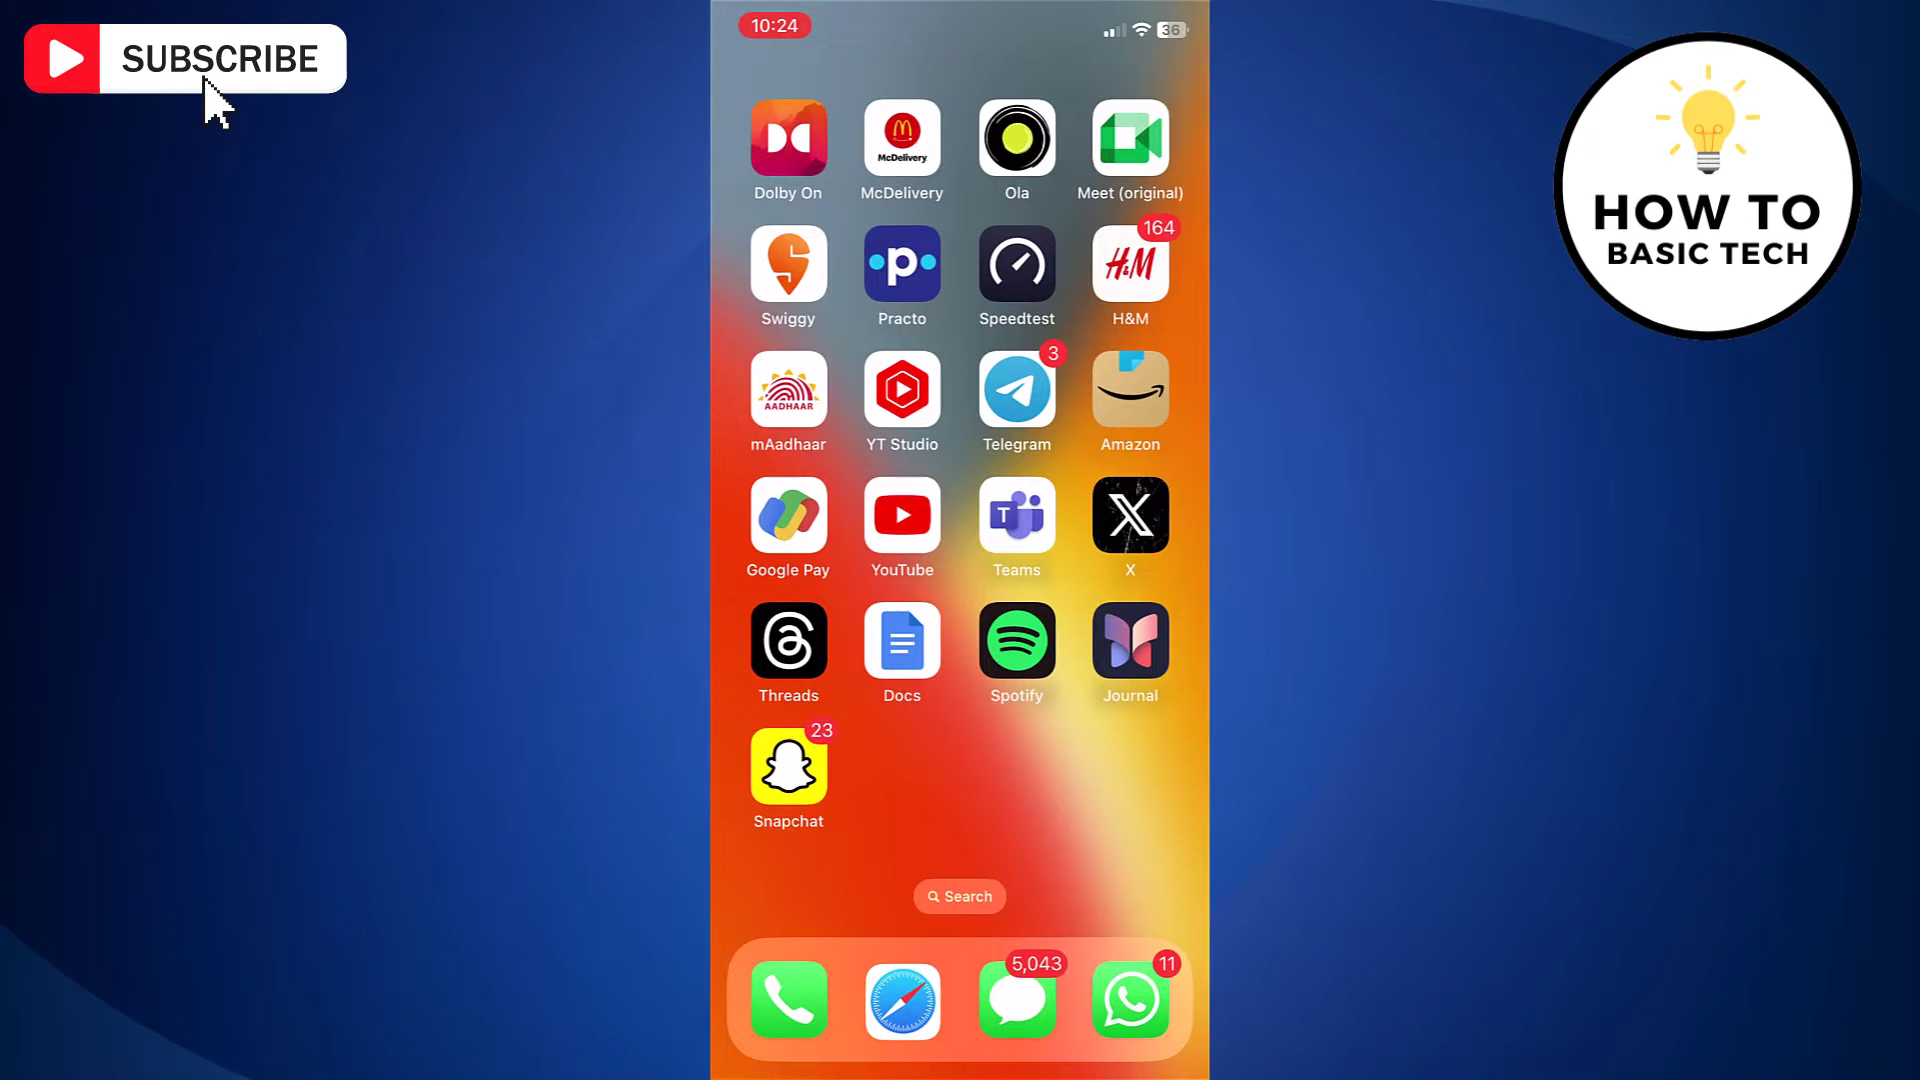 SUBSCRIBE
10:24
36
HOW TO
BASIC TECH
McDelivery
Dolby On
McDelivery
Ola
Meet (original)
164
H&M
Swiggy
Practo
Speedtest
H&M
3
AADHAAR
mAadhaar
YT Studio
Telegram
Amazon
Google Pay
YouTube
Teams
X
Threads
Docs
Spotify
Journal
23
Snapchat
Search
5,043
11